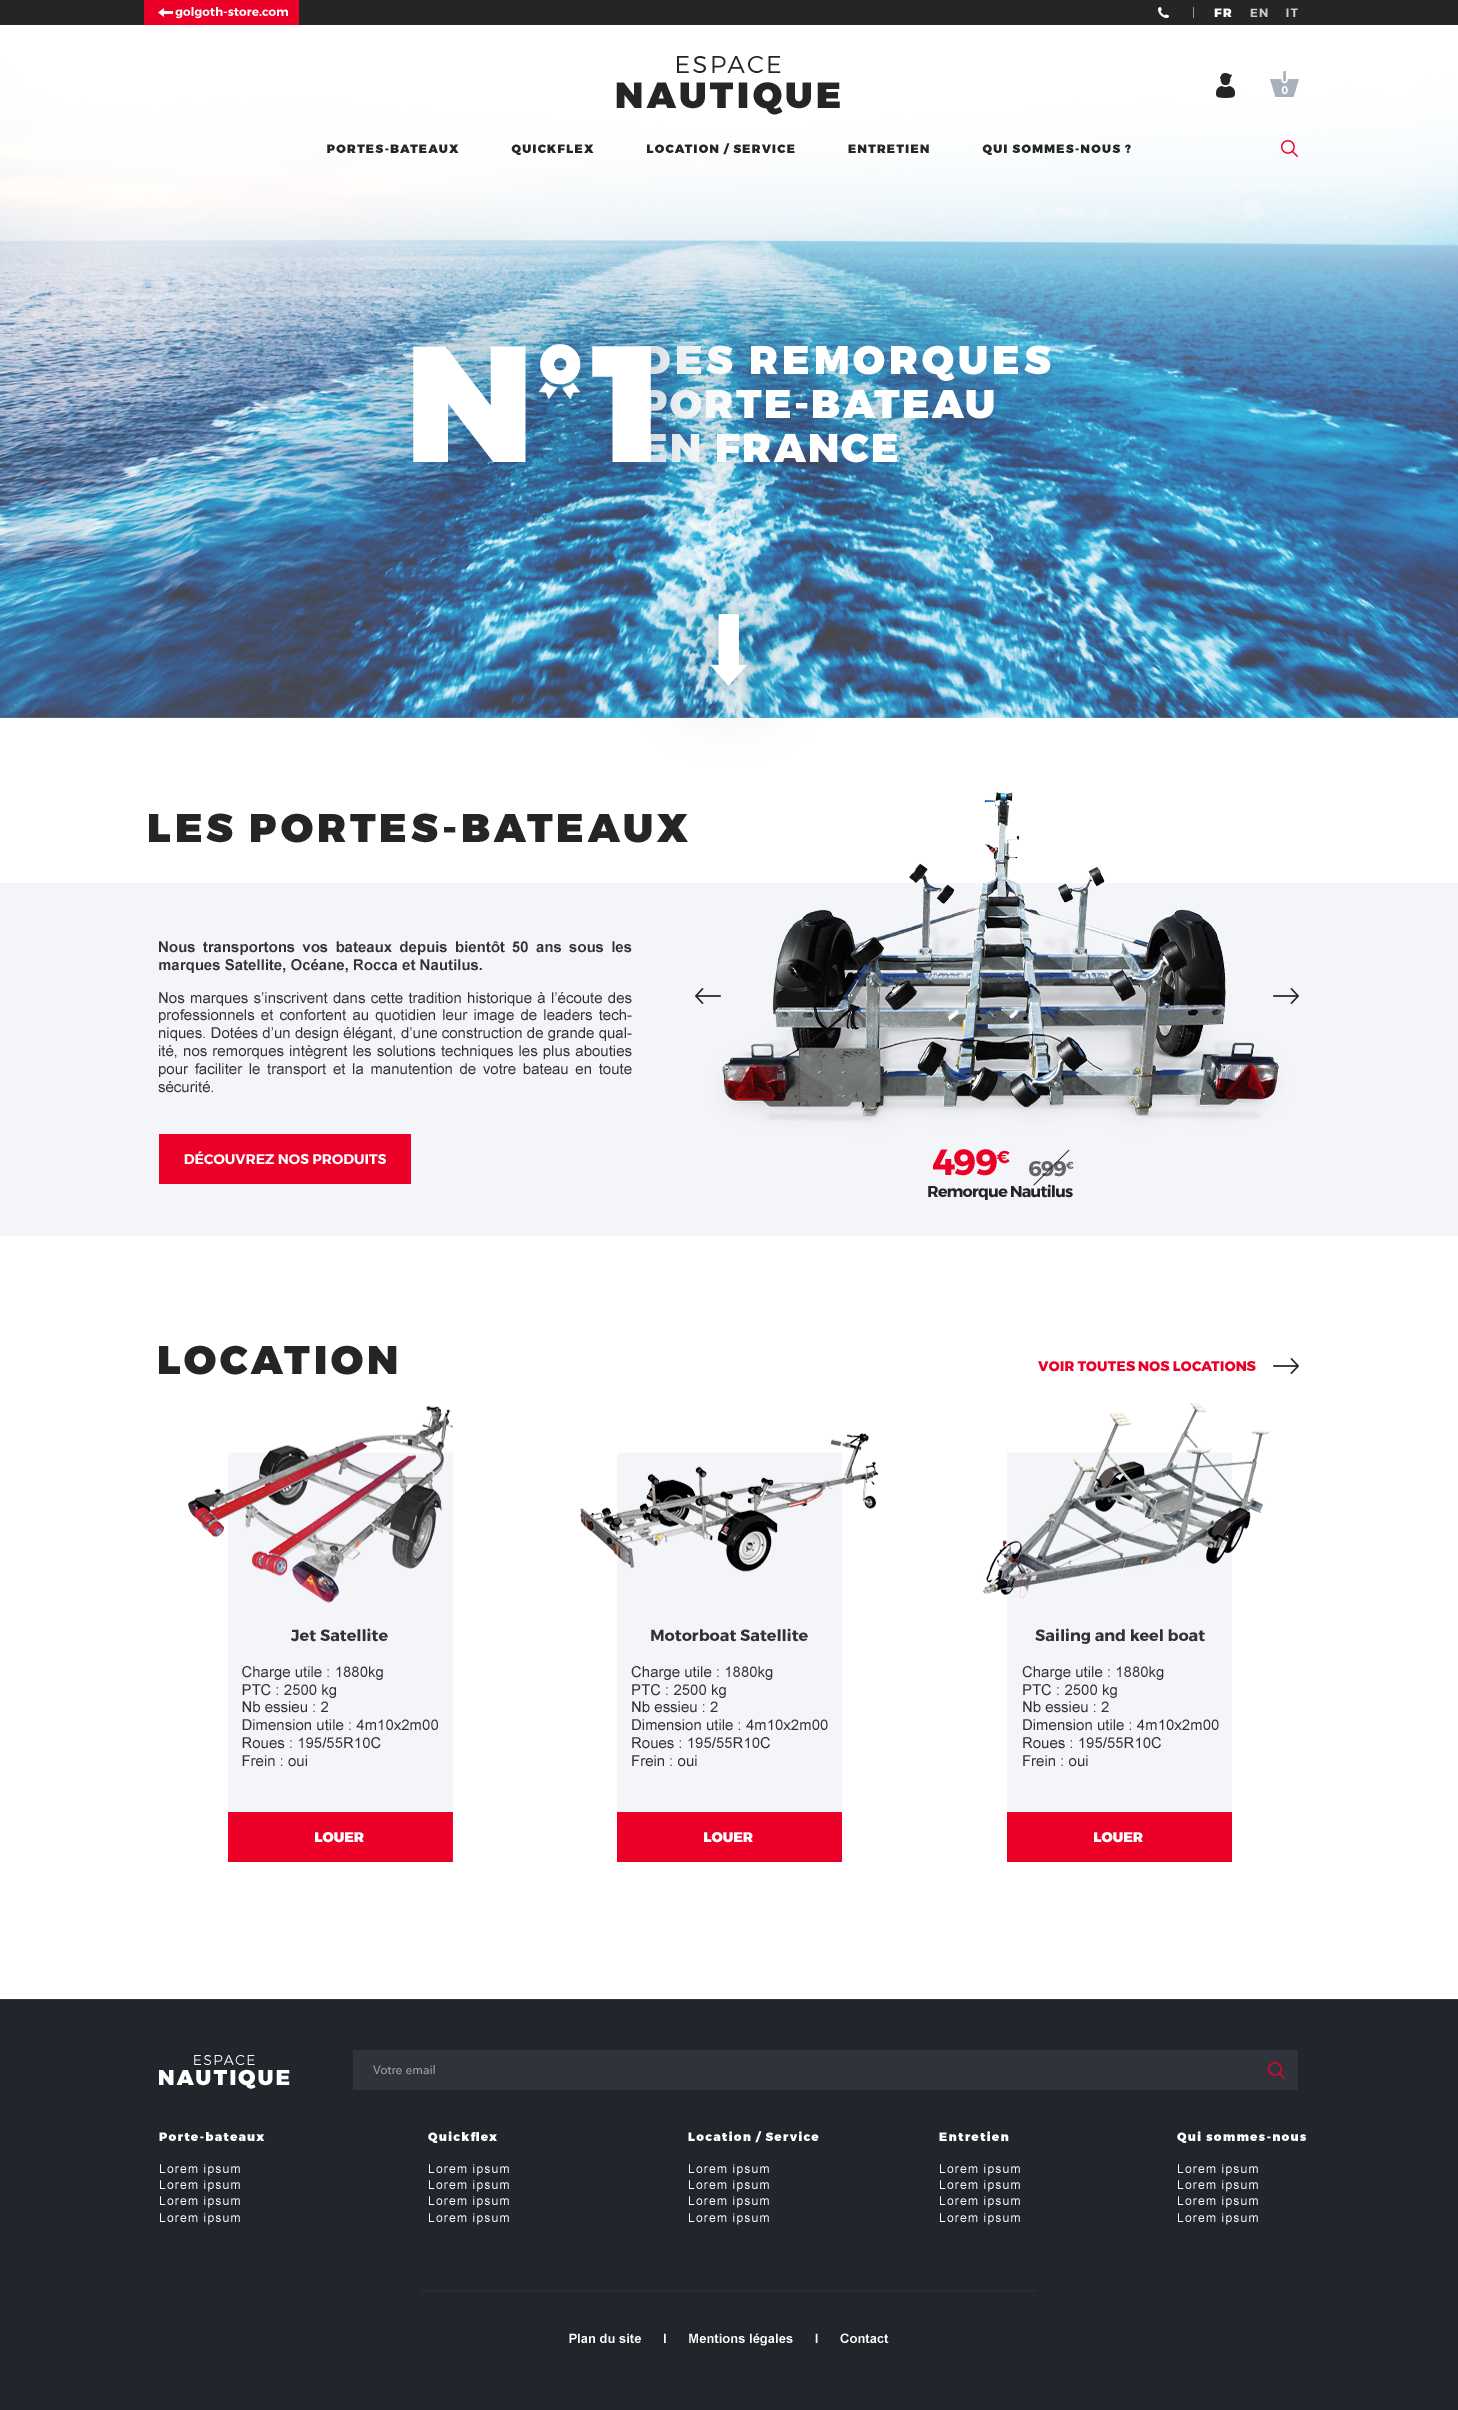 golgoth-store.com
FR EN IT
ESPACE
NAUTIQUE
0
PORTES-BATEAUX QUICKFLEX LOCATION / SERVICE ENTRETIEN QUI SOMMES-NOUS ?
N°1
DES REMORQUES
PORTE-BATEAU
EN FRANCE
LES PORTES-BATEAUX
Nous transportons vos bateaux depuis bientôt 50 ans sous les
marques Satellite, Océane, Rocca et Nautilus.
Nos marques s’inscrivent dans cette tradition historique à l’écoute des
professionnels et confortent au quotidien leur image de leaders tech-
niques. Dotées d’un design élégant, d’une construction de grande qual-
ité, nos remorques intègrent les solutions techniques les plus abouties
pour faciliter le transport et la manutention de votre bateau en toute
sécurité.
DÉCOUVREZ NOS PRODUITS
499€ 699€
Remorque Nautilus
LOCATION
VOIR TOUTES NOS LOCATIONS
Jet Satellite
Charge utile : 1880kg
PTC : 2500 kg
Nb essieu : 2
Dimension utile : 4m10x2m00
Roues : 195/55R10C
Frein : oui
LOUER
Motorboat Satellite
Charge utile : 1880kg
PTC : 2500 kg
Nb essieu : 2
Dimension utile : 4m10x2m00
Roues : 195/55R10C
Frein : oui
LOUER
Sailing and keel boat
Charge utile : 1880kg
PTC : 2500 kg
Nb essieu : 2
Dimension utile : 4m10x2m00
Roues : 195/55R10C
Frein : oui
LOUER
ESPACE
NAUTIQUE
Votre email
Porte-bateaux
Lorem ipsum
Lorem ipsum
Lorem ipsum
Lorem ipsum
Quickflex
Lorem ipsum
Lorem ipsum
Lorem ipsum
Lorem ipsum
Location / Service
Lorem ipsum
Lorem ipsum
Lorem ipsum
Lorem ipsum
Entretien
Lorem ipsum
Lorem ipsum
Lorem ipsum
Lorem ipsum
Qui sommes-nous
Lorem ipsum
Lorem ipsum
Lorem ipsum
Lorem ipsum
Plan du site I Mentions légales I Contact